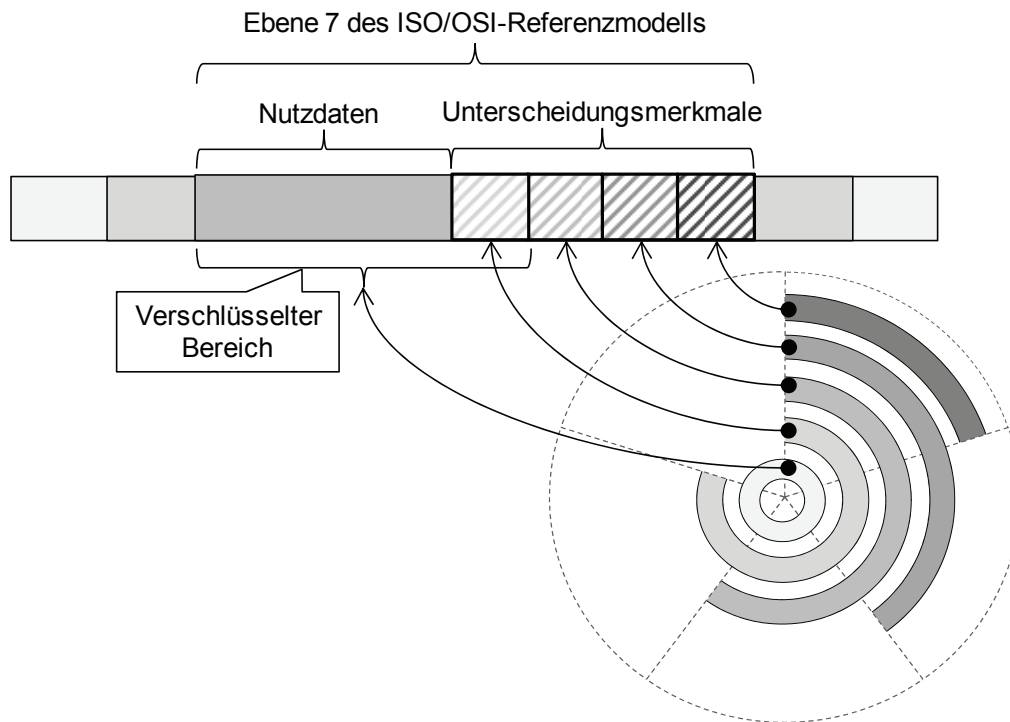 Ebene 7 des ISO/OSI-Referenzmodells
Nutzdaten
Unterscheidungsmerkmale
Verschlüsselter
Bereich